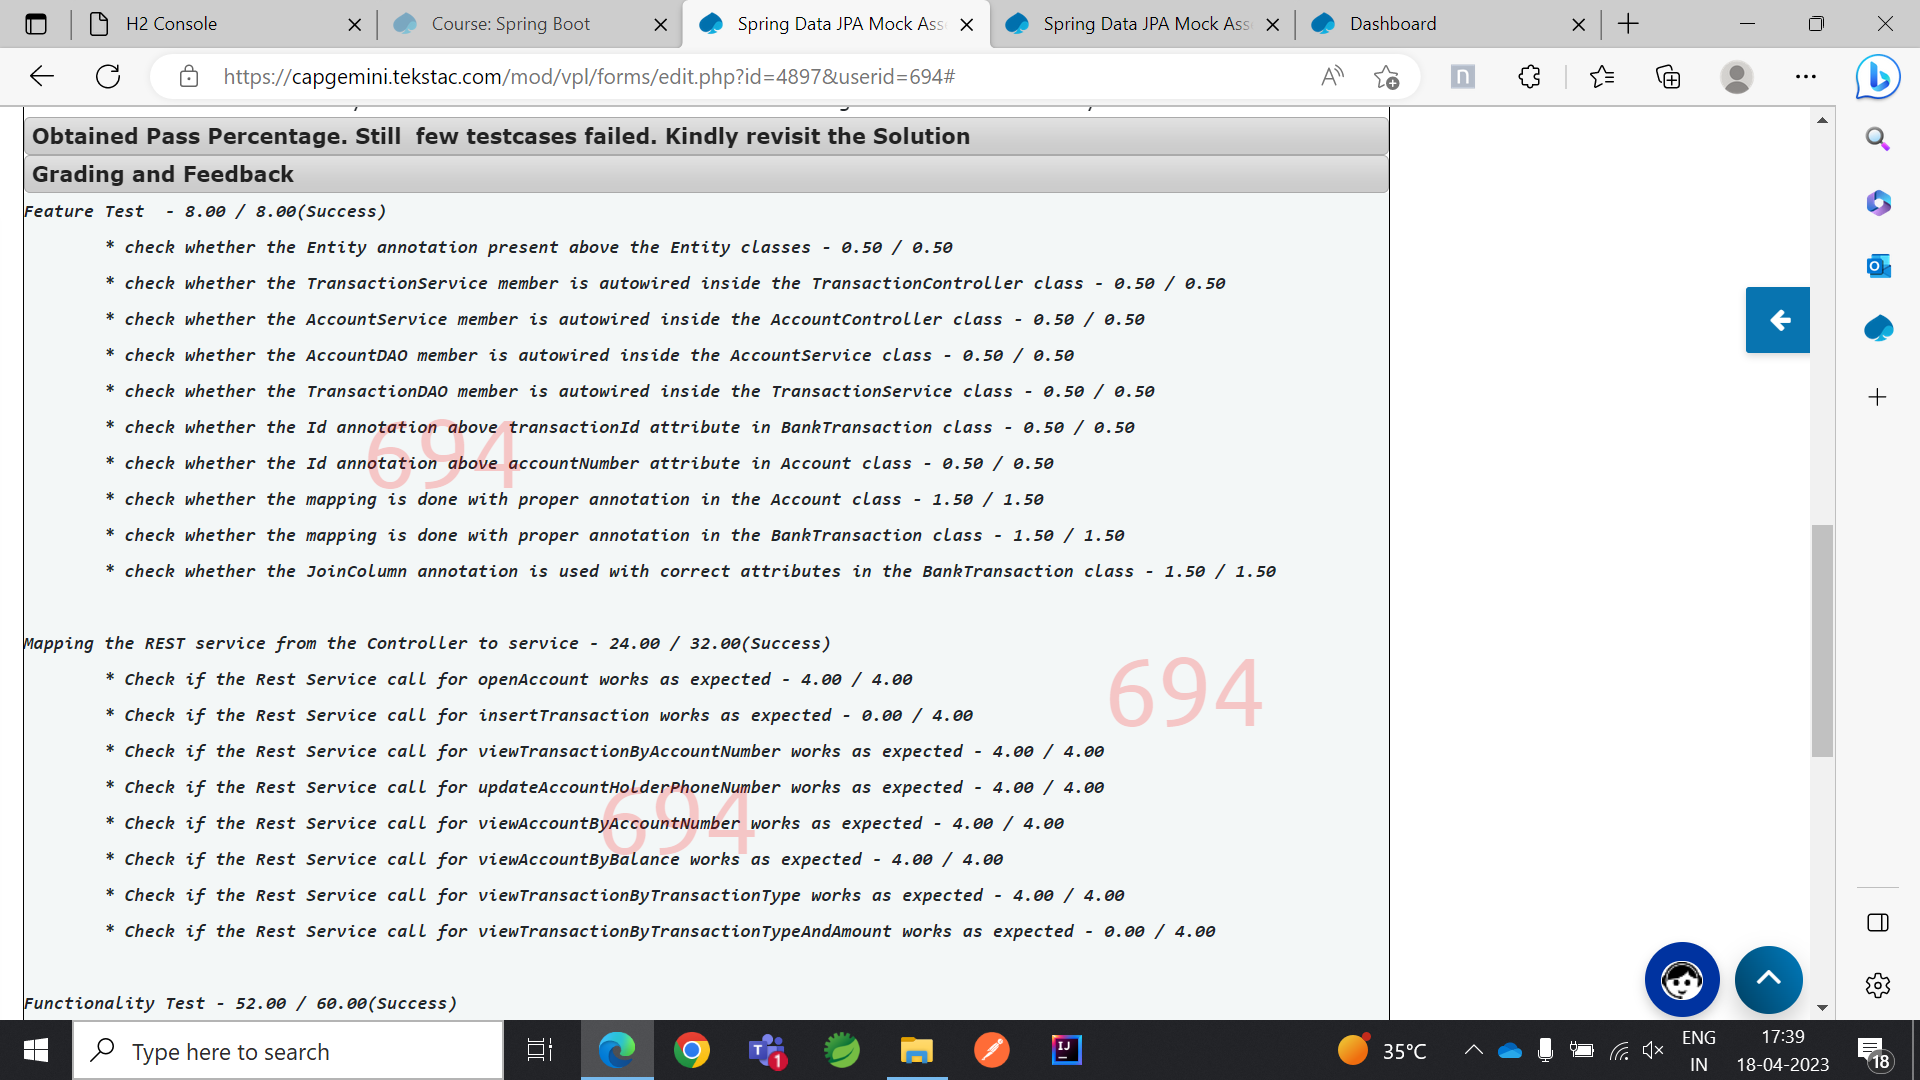 H2 Console
Course: Spring Boot
Spring Data JPA Mock Ass
Spring Data JPA Mock Ass
Dashboard
https://capgemini.tekstac.com/mod/vpl/forms/edit.php?id=4897&userid=694#
Obtained Pass Percentage. Still few testcases failed. Kindly revisit the Solution
Grading and Feedback
Feature Test - 8.00 / 8.00(Success)
* check whether the Entity annotation present above the Entity classes - 0.50 / 0.50
* check whether the TransactionService member is autowired inside the TransactionController class - 0.50 / 0.50
* check whether the AccountService member is autowired inside the AccountController class - 0.50 / 0.50
* check whether the AccountDAO member is autowired inside the AccountService class - 0.50 / 0.50
* check whether the TransactionDAO member is autowired inside the TransactionService class - 0.50 / 0.50
* check whether the Id annotation above transactionId attribute in BankTransaction class - 0.50 / 0.50
* check whether the Id annotation above accountNumber attribute in Account class - 0.50 / 0.50
694
* check whether the mapping is done with proper annotation in the Account class - 1.50 / 1.50
* check whether the mapping is done with proper annotation in the BankTransaction class - 1.50 / 1.50
* check whether the JoinColumn annotation is used with correct attributes in the BankTransaction class - 1.50 / 1.50
Mapping the REST service from the Controller to service - 24.00 / 32.00(Success)
* Check if the Rest Service call for openAccount works as expected - 4.00 / 4.00
694
* Check if the Rest Service call for insertTransaction works as expected - 0.00 / 4.00
* Check if the Rest Service call for viewTransactionByAccountNumber works as expected - 4.00 / 4.00
* Check if the Rest Service call for updateAccountHolderPhoneNumber works as expected - 4.00 / 4.00
694
* Check if the Rest Service call for viewAccountByAccountNumber works as expected - 4.00 / 4.00
* Check if the Rest Service call for viewAccountByBalance works as expected - 4.00 / 4.00
* Check if the Rest Service call for viewTransactionByTransactionType works as expected - 4.00 / 4.00
* Check if the Rest Service call for viewTransactionByTransactionTypeAndAmount works as expected - 0.00 / 4.00
Functionality Test - 52.00 / 60.00(Success)
Type here to search
1
35°C
ENG
IN
17:39
18-04-2023
18